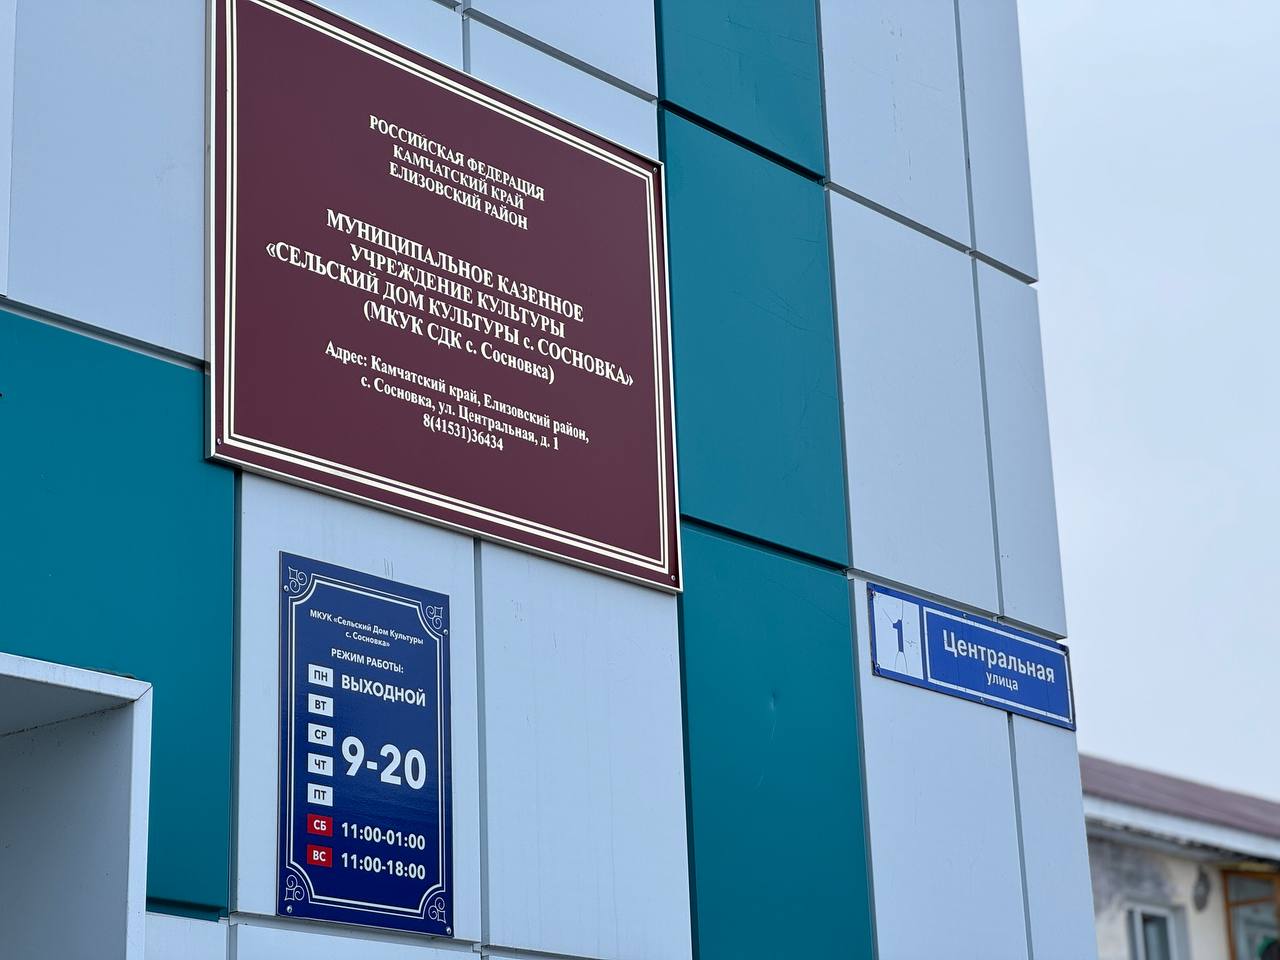 РОССИЙСКАЯ ФЕДЕРАЦИЯ
КАМЧАТСКИЙ КРАЙ
ЕЛИЗОВСКИЙ РАЙОН
МУНИЦИПАЛЬНОЕ КАЗЕННОЕ
УЧРЕЖДЕНИЕ КУЛЬТУРЫ
«СЕЛЬСКИЙ ДОМ КУЛЬТУРЫ с. СОСНОВКА»
(МКУК СДК с. Сосновка)
Адрес: Камчатский край, Елизовский район,
с. Сосновка, ул. Центральная, д. 1
8(41531)36434
МКУК «Сельский Дом Культуры
с. Сосновка»
РЕЖИМ РАБОТЫ:
ПН ВЫХОДНОЙ
ВТ
СР
9-20
ЧТ
ПТ
СБ 11:00-01:00
ВС 11:00-18:00
1
Центральная
улица